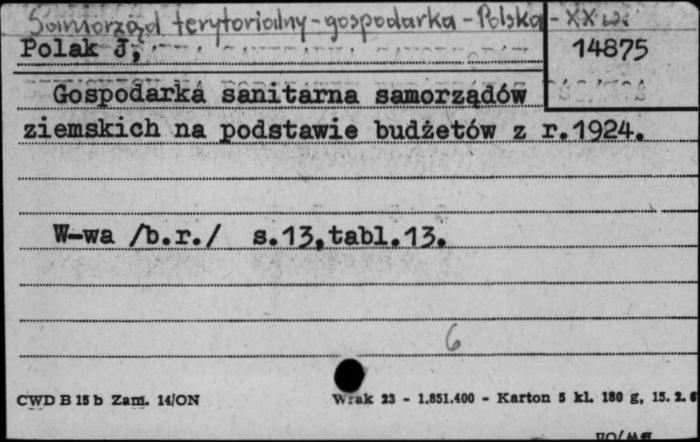 Samorząd terytorialny - gospodarka - Polska - XX w.
Polak J,
14875
Gospodarka sanitarna samorządów
ziemskich na podstawie budżetów z r.1924.
W-wa /b.r./ s.13,tabl.13.
6
CWD B 15 b Zam. 14/ON
Wrak 23 - 1.851.400 - Karton 5 kl. 180 g, 15. 2. 6